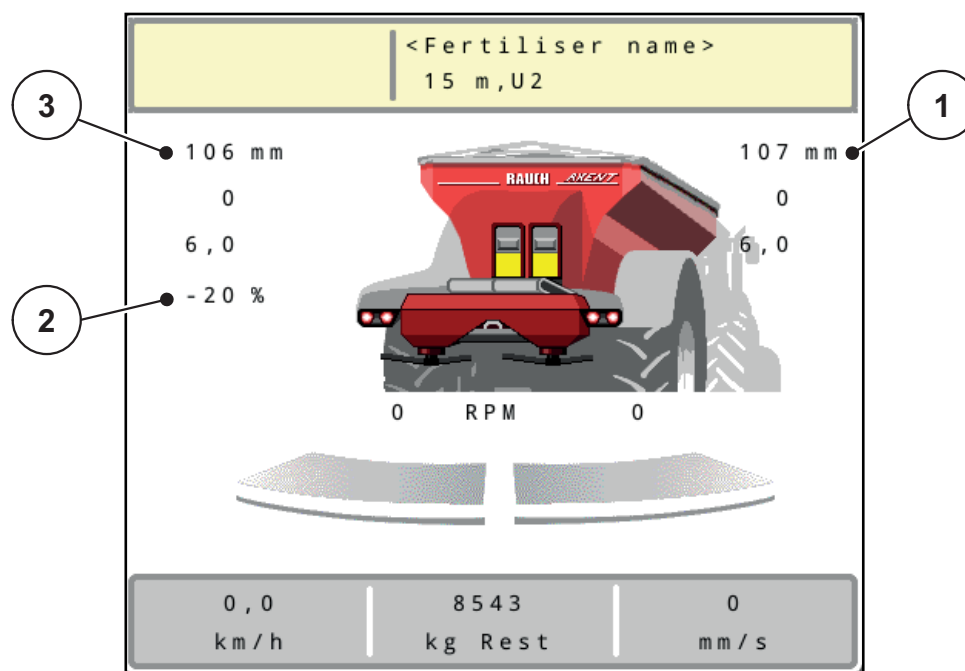 <Fertiliser name>
15 m,U2
3
1
106 mm
107 mm
0
0
6,0
6,0
-20 %
2
RAUCH AXENT
0 RPM 0
0,0
km/h
8543
kg Rest
0
mm/s